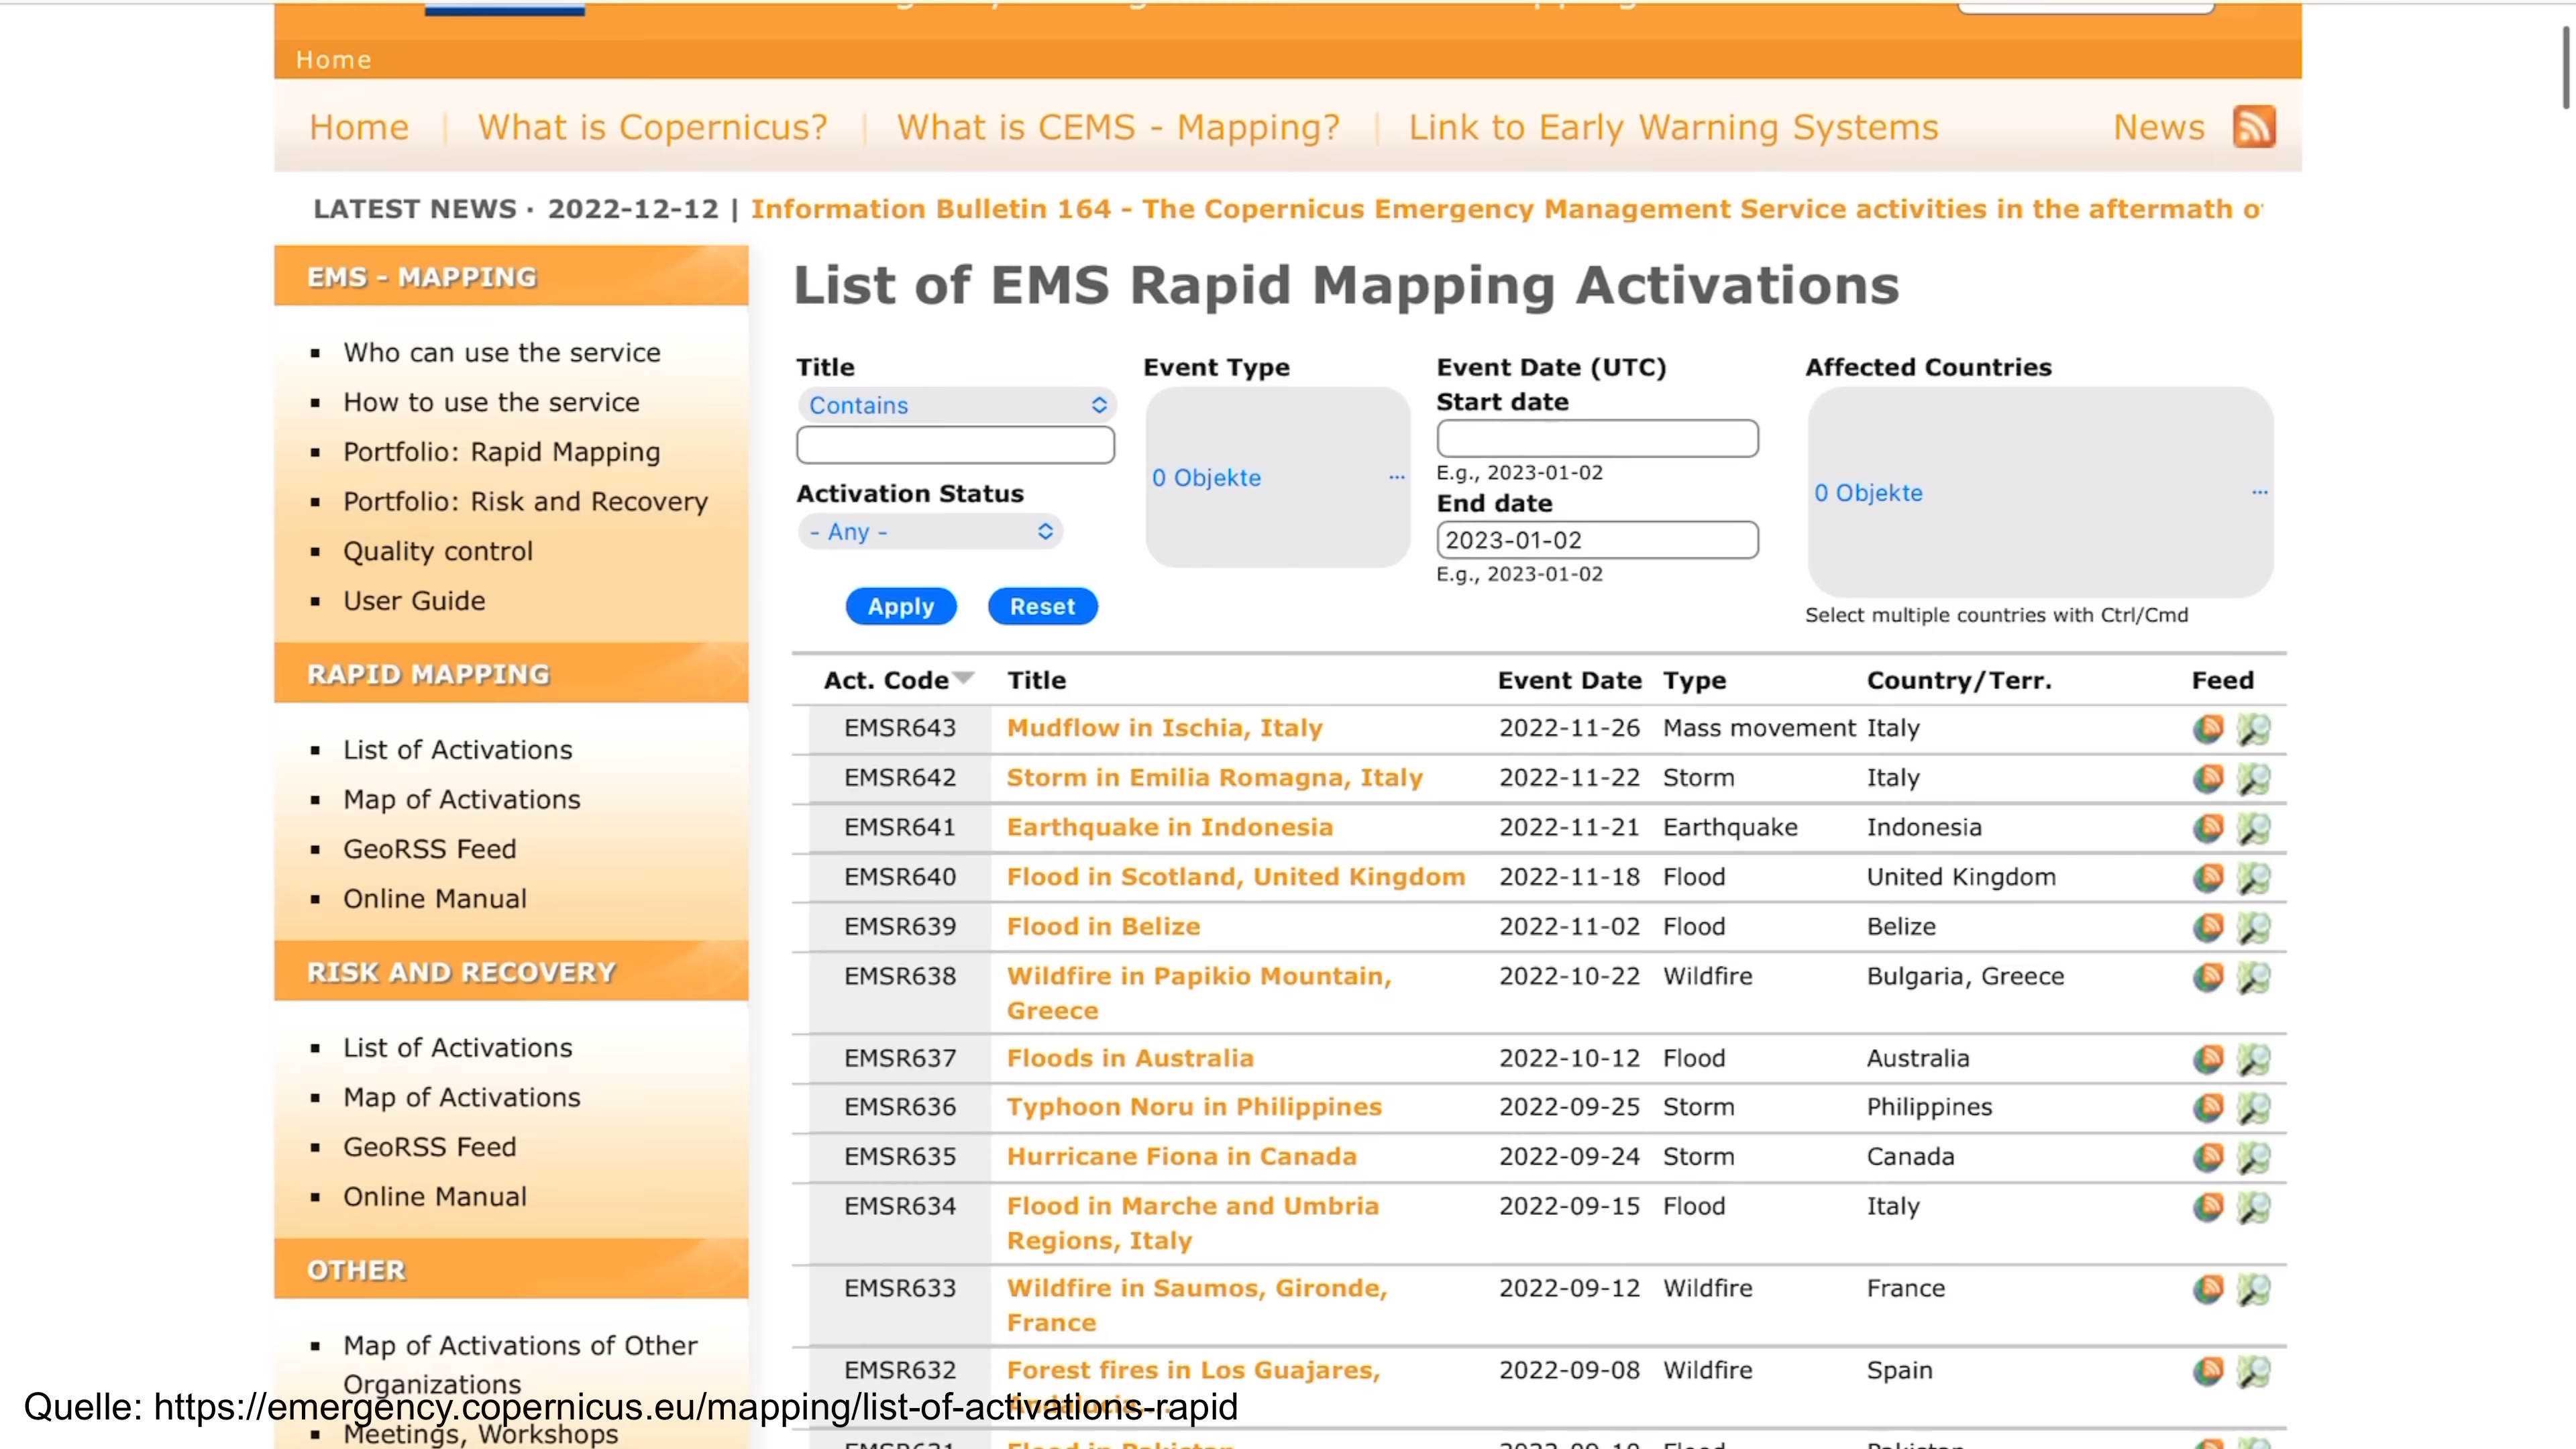 Home
Home
What is Copernicus?
What is CEMS - Mapping?
Link to Early Warning Systems
News
LATEST NEWS · 2022-12-12 | Information Bulletin 164 - The Copernicus Emergency Management Service activities in the aftermath o
EMS - MAPPING
Who can use the service
How to use the service
Portfolio: Rapid Mapping
Portfolio: Risk and Recovery
Quality control
User Guide
RAPID MAPPING
List of Activations
Map of Activations
GeoRSS Feed
Online Manual
RISK AND RECOVERY
List of Activations
Map of Activations
GeoRSS Feed
Online Manual
OTHER
Map of Activations of Other
Organizations
Meetings, Workshops
List of EMS Rapid Mapping Activations
Title
Contains
Activation Status
- Any -
Apply
Reset
Event Type
0 Objekte
...
Event Date (UTC)
Start date
E.g., 2023-01-02
End date
2023-01-02
E.g., 2023-01-02
Affected Countries
0 Objekte
...
Select multiple countries with Ctrl/Cmd
Act. Code Title Event Date Type Country/Terr. Feed
EMSR643 Mudflow in Ischia, Italy 2022-11-26 Mass movement Italy
EMSR642 Storm in Emilia Romagna, Italy 2022-11-22 Storm Italy
EMSR641 Earthquake in Indonesia 2022-11-21 Earthquake Indonesia
EMSR640 Flood in Scotland, United Kingdom 2022-11-18 Flood United Kingdom
EMSR639 Flood in Belize 2022-11-02 Flood Belize
EMSR638 Wildfire in Papikio Mountain, 2022-10-22 Wildfire Bulgaria, Greece
Greece
EMSR637 Floods in Australia 2022-10-12 Flood Australia
EMSR636 Typhoon Noru in Philippines 2022-09-25 Storm Philippines
EMSR635 Hurricane Fiona in Canada 2022-09-24 Storm Canada
EMSR634 Flood in Marche and Umbria 2022-09-15 Flood Italy
Regions, Italy
EMSR633 Wildfire in Saumos, Gironde, 2022-09-12 Wildfire France
France
EMSR632 Forest fires in Los Guajares, 2022-09-08 Wildfire Spain
Quelle: https://emergency.copernicus.eu/mapping/list-of-activations-rapid